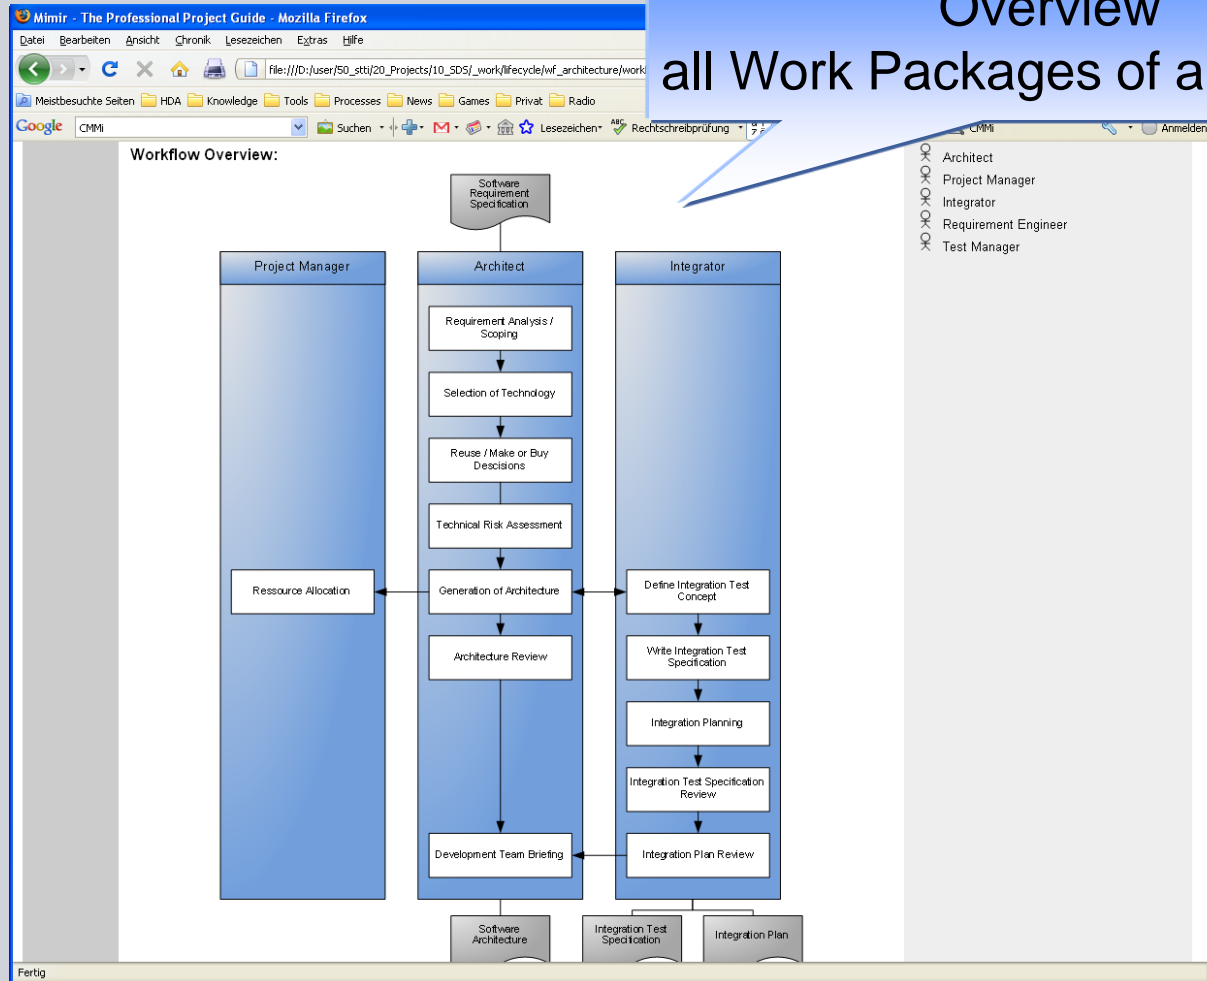 Mimir - The Professional Project Guide - Mozilla Firefox
Overview
all Work Packages of a
Datei Bearbeiten Ansicht Chronik Lesezeichen Extras Hilfe
file:///D:/user/50_stti/20_Projects/10_SDS/_work/lifecycle/wf_architecture/work
Meistbesuchte Seiten HDA Knowledge Tools Processes News Games Privat Radio
Google CMMi Suchen Lesezeichen Rechtschreibprüfung CMMi Anmelden
Workflow Overview:
Architect
Project Manager
Integrator
Requirement Engineer
Test Manager
Software
Requirement
Specification
Project Manager
Architect
Integrator
Requirement Analysis /
Scoping
Selection of Technology
Reuse / Make or Buy
Descisions
Technical Risk Assessment
Ressource Allocation
Generation of Architecture
Define Integration Test
Concept
Architecture Review
Write Integration Test
Specification
Integration Planning
Integration Test Specification
Review
Development Team Briefing
Integration Plan Review
Software
Architecture
Integration Test
Specification
Integration Plan
Fertig